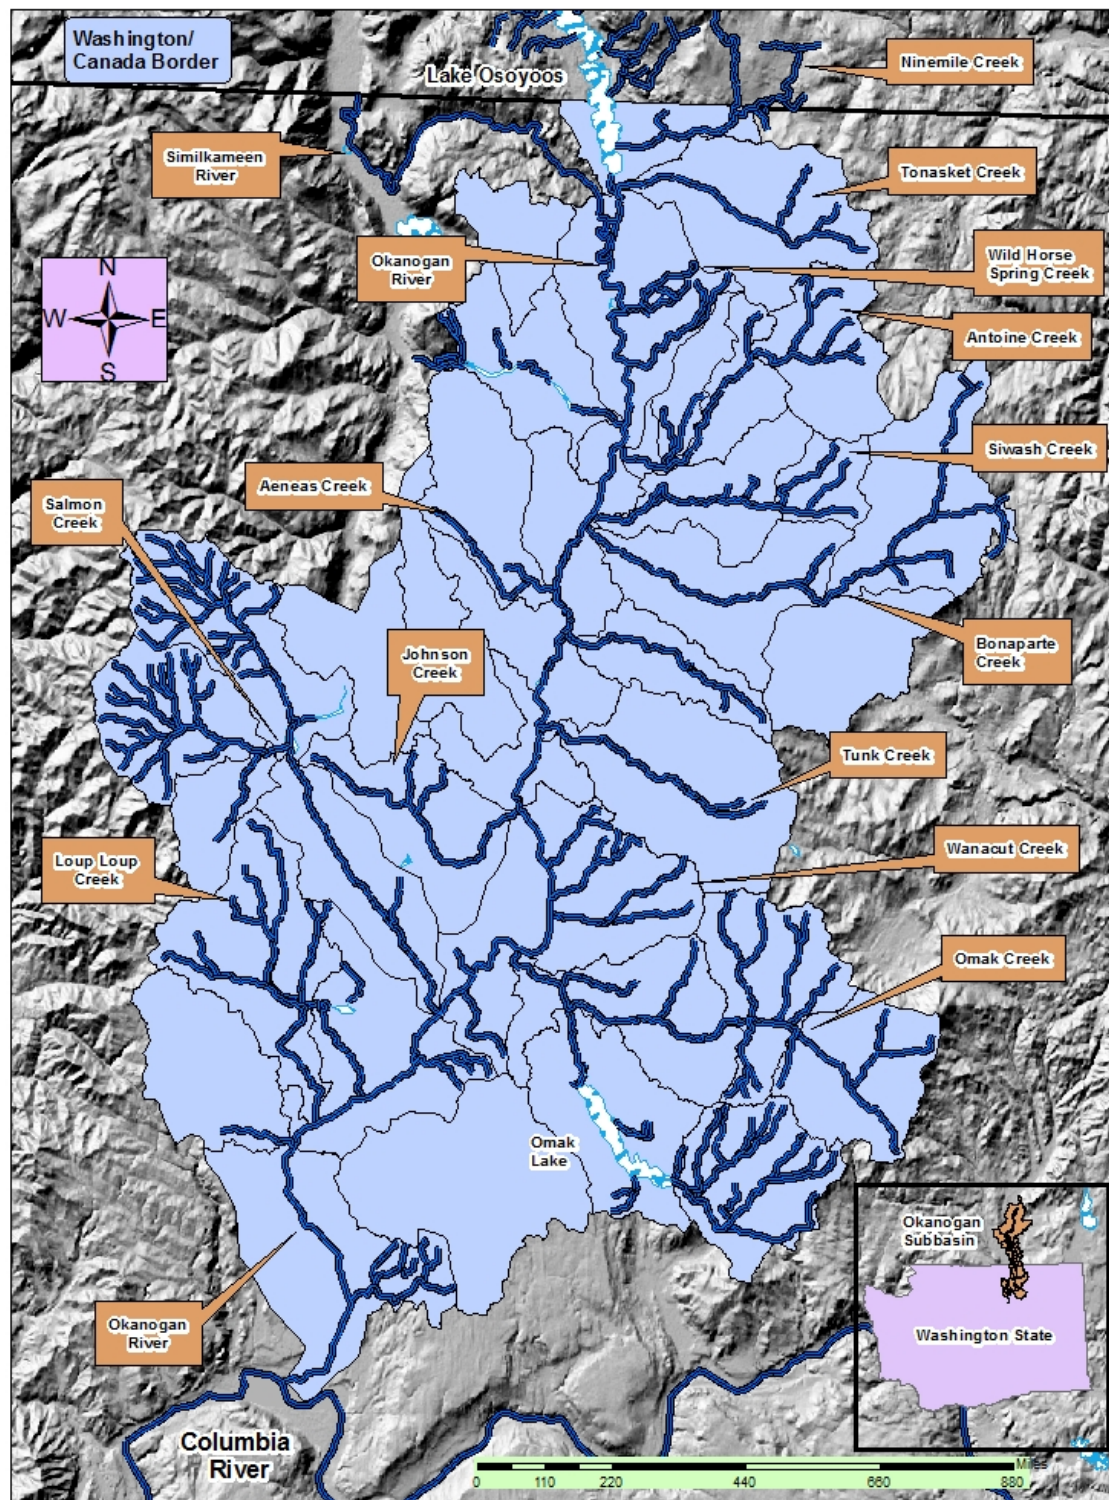 Washington/
Canada Border
Lake Osoyoos
Ninemile Creek
Similkameen
River
Tonasket Creek
Okanogan
River
Wild Horse
Spring Creek
N
W
E
S
Antoine Creek
Siwash Creek
Aeneas Creek
Salmon
Creek
Johnson
Creek
Bonaparte
Creek
Tunk Creek
Loup Loup
Creek
Wanacut Creek
Omak Creek
Omak
Lake
Okanogan
Subbasin
Washington State
Okanogan
River
Columbia
River
Miles
0 110 220 440 660 880